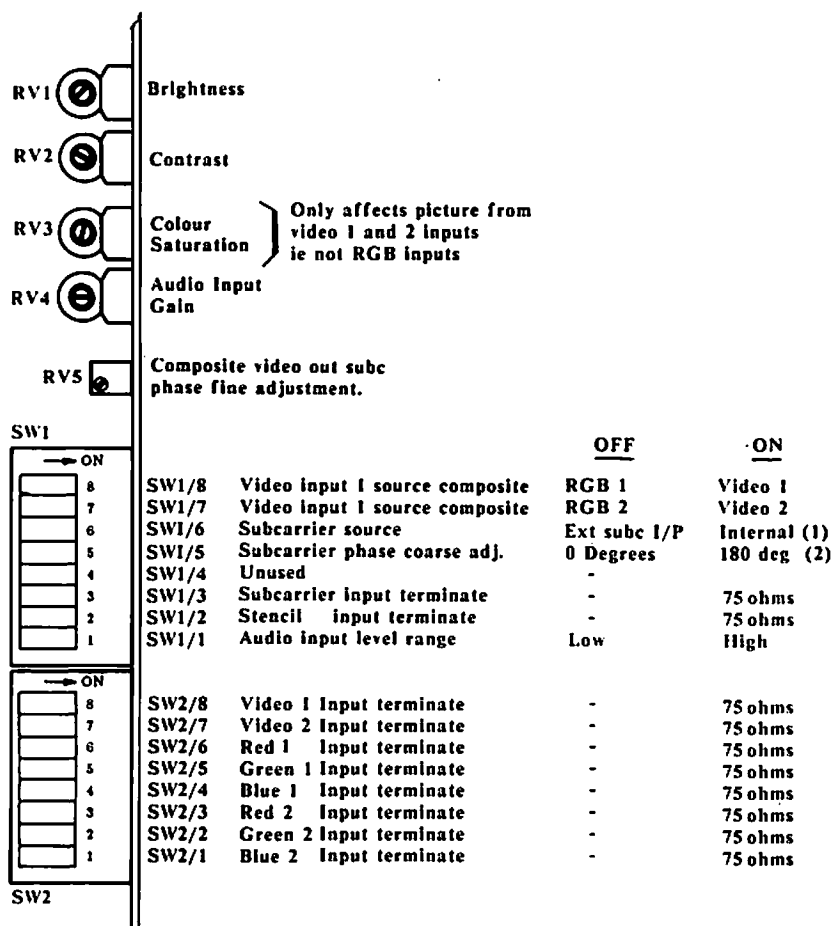 RV1 Brightness
RV2 Contrast
RV3 Colour Saturation Only affects picture from video 1 and 2 inputs ie not RGB inputs
RV4 Audio Input Gain
RV5 Composite video out subc phase fine adjustment.
SW1
OFF ON
ON
8 SW1/8 Video input 1 source composite RGB 1 Video 1
7 SW1/7 Video input 1 source composite RGB 2 Video 2
6 SW1/6 Subcarrier source Ext subc I/P Internal (1)
5 SW1/5 Subcarrier phase coarse adj. 0 Degrees 180 deg (2)
4 SW1/4 Unused -
3 SW1/3 Subcarrier input terminate - 75 ohms
2 SW1/2 Stencil input terminate - 75 ohms
1 SW1/1 Audio input level range Low High
ON
8 SW2/8 Video 1 Input terminate - 75 ohms
7 SW2/7 Video 2 Input terminate - 75 ohms
6 SW2/6 Red 1 Input terminate - 75 ohms
5 SW2/5 Green 1 Input terminate - 75 ohms
4 SW2/4 Blue 1 Input terminate - 75 ohms
3 SW2/3 Red 2 Input terminate - 75 ohms
2 SW2/2 Green 2 Input terminate - 75 ohms
1 SW2/1 Blue 2 Input terminate - 75 ohms
SW2